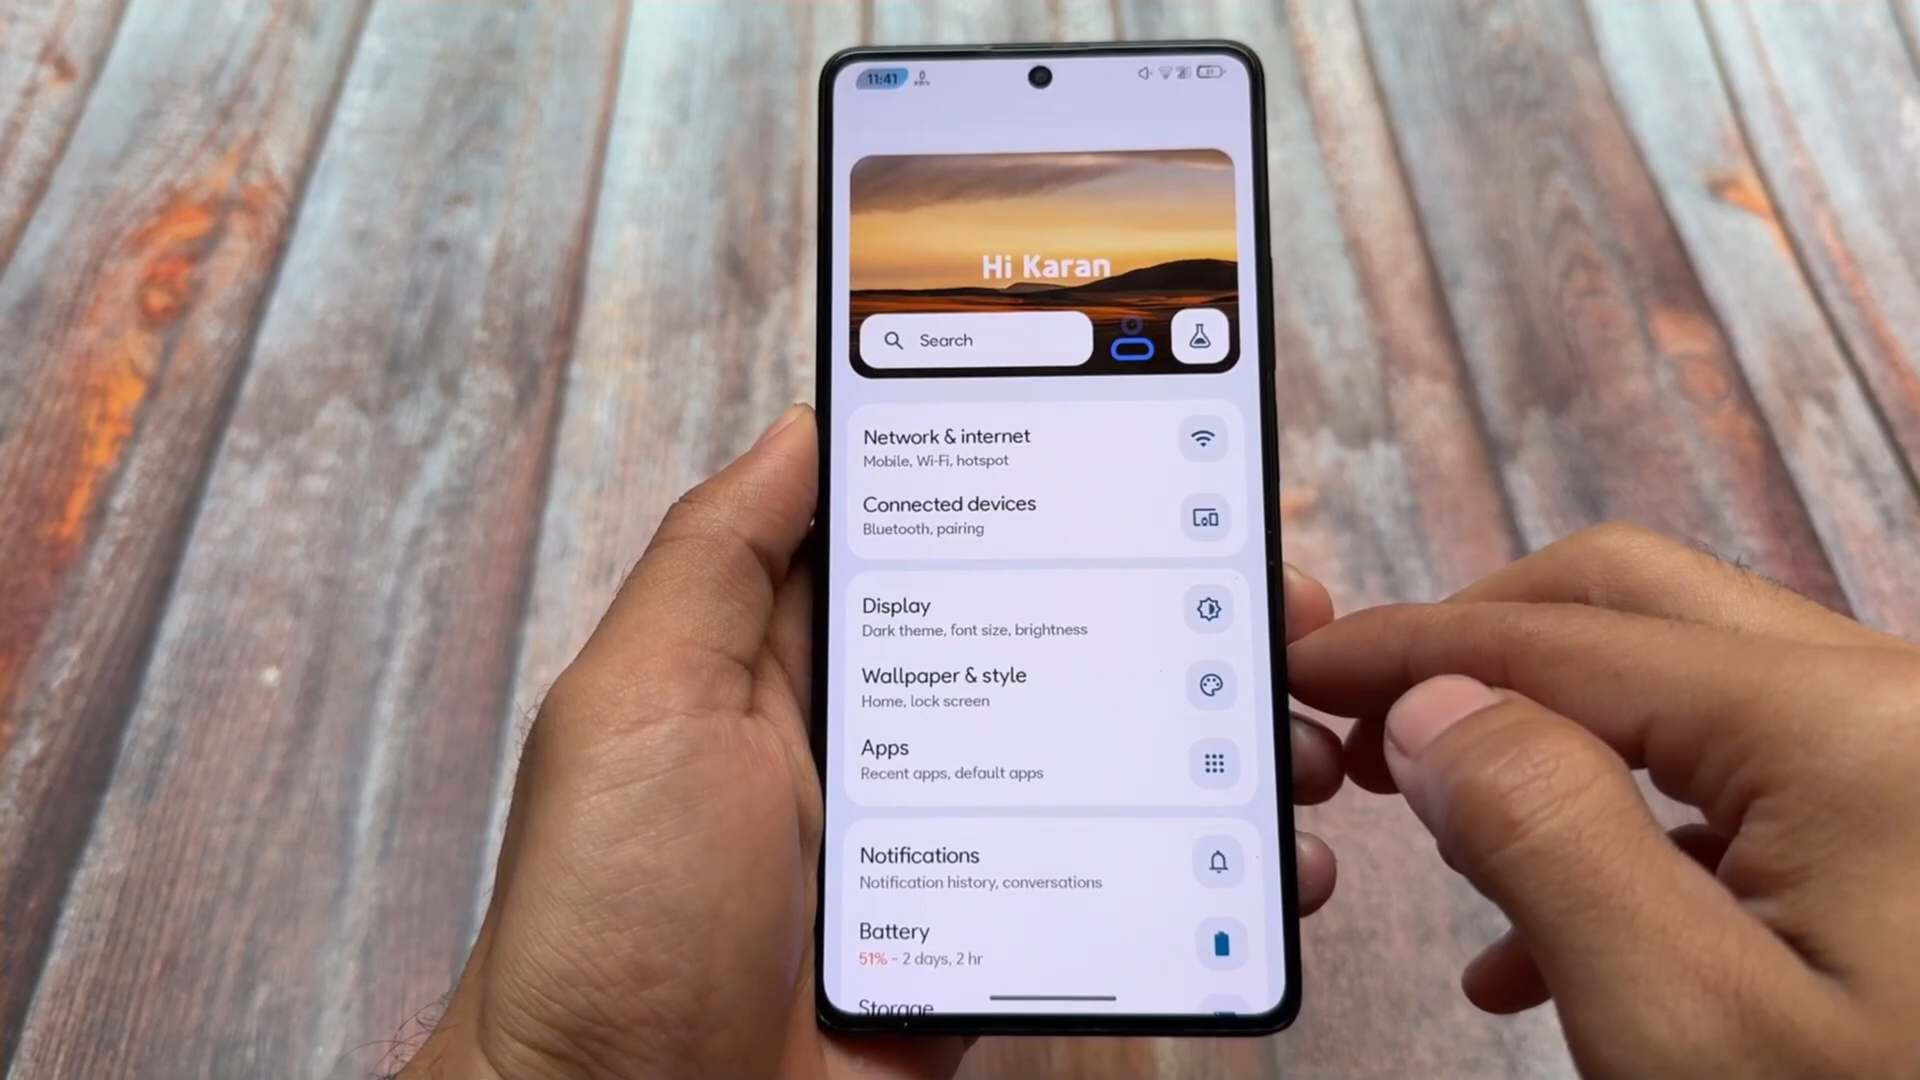 11:41
0
Hi Karan
Search
Network & internet
Mobile, Wi-Fi, hotspot
Connected devices
Bluetooth, pairing
Display
Dark theme, font size, brightness
Wallpaper & style
Home, lock screen
Apps
Recent apps, default apps
Notifications
Notification history, conversations
Battery
51% - 2 days, 2 hr
Storage